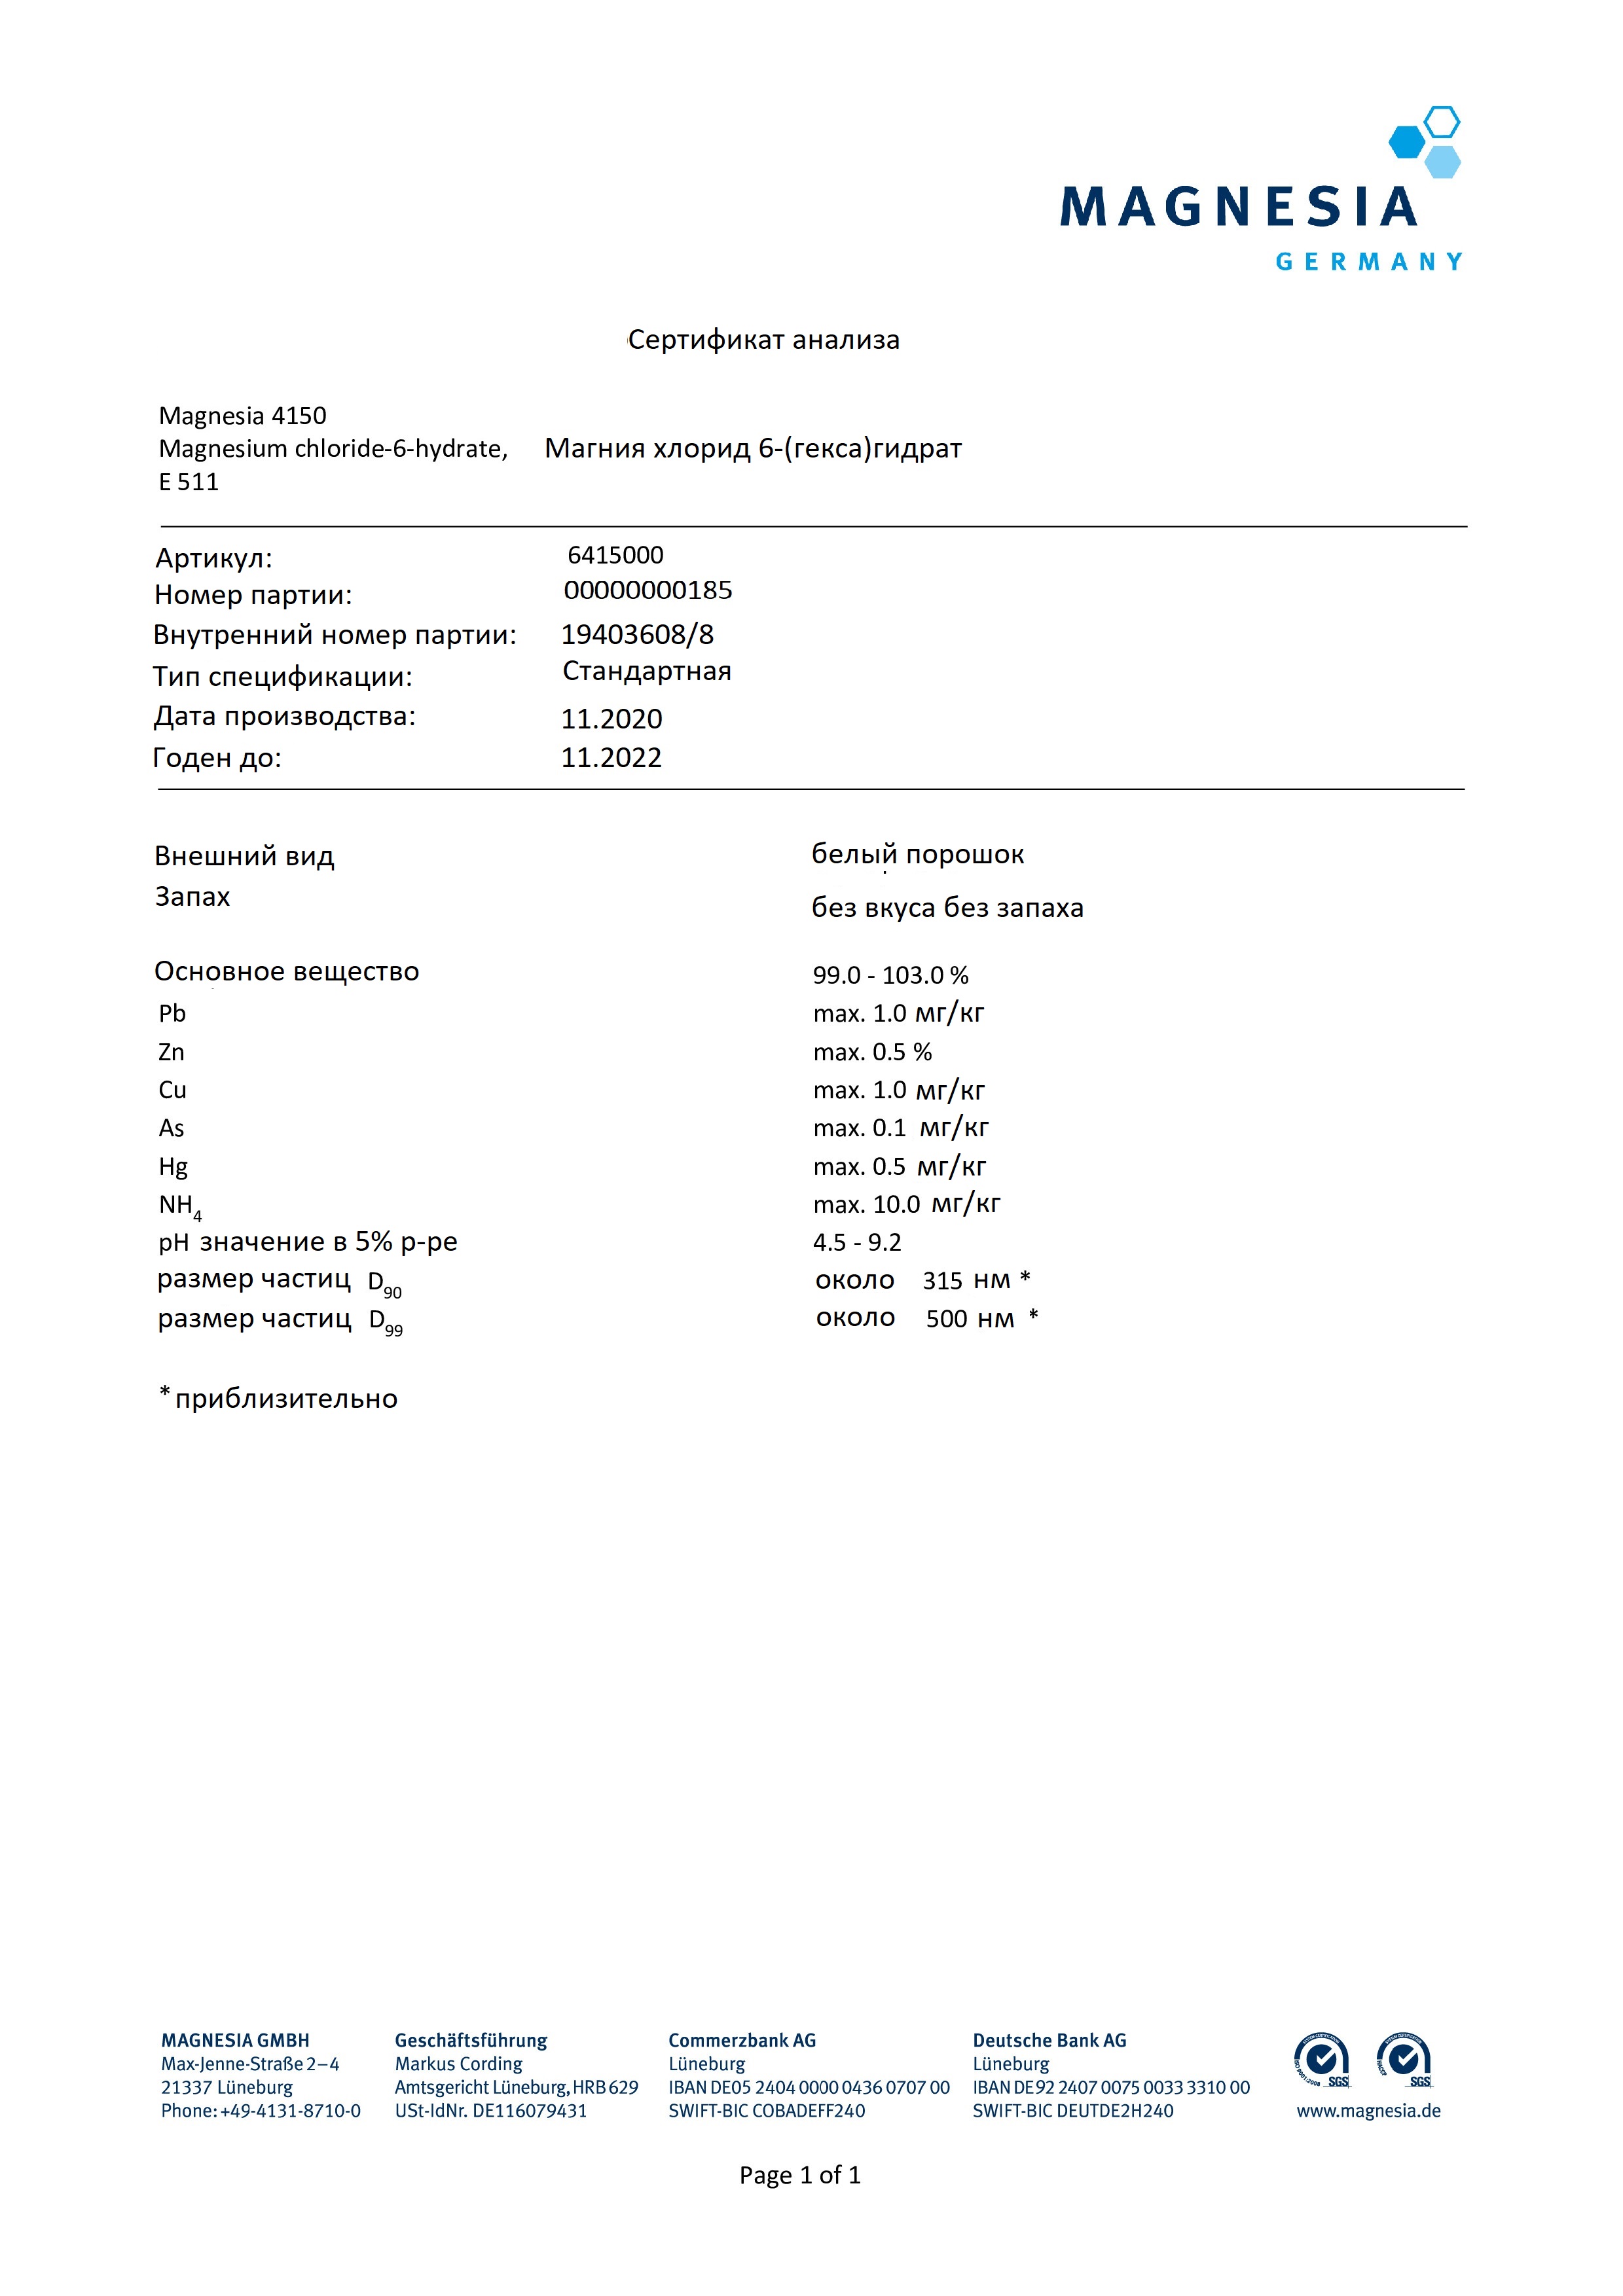 MAGNESIA
GERMANY
Сертификат анализа
Magnesia 4150
Magnesium chloride-6-hydrate, Магния хлорид 6-(гекса)гидрат
E 511
Артикул: 6415000
Номер партии: 00000000185
Внутренний номер партии: 19403608/8
Тип спецификации: Стандартная
Дата производства: 11.2020
Годен до: 11.2022
Внешний вид белый порошок
Запах без вкуса без запаха
Основное вещество 99.0 - 103.0 %
Pb max. 1.0 мг/кг
Zn max. 0.5 %
Cu max. 1.0 мг/кг
As max. 0.1 мг/кг
Hg max. 0.5 мг/кг
NH4 max. 10.0 мг/кг
pH значение в 5% р-ре 4.5 - 9.2
размер частиц D90 около 315 нм *
размер частиц D99 около 500 нм *
* приблизительно
MAGNESIA GMBH Geschäftsführung Commerzbank AG Deutsche Bank AG
Max-Jenne-Straße 2–4 Markus Cording Lüneburg Lüneburg
21337 Lüneburg Amtsgericht Lüneburg, HRB 629 IBAN DE05 2404 0000 0436 0707 00 IBAN DE92 2407 0075 0033 3310 00
Phone: +49-4131-8710-0 USt-IdNr. DE116079431 SWIFT-BIC COBADEFF240 SWIFT-BIC DEUTDE2H240
ISO 9001:2008 SGS HACCP SGS
www.magnesia.de
Page 1 of 1